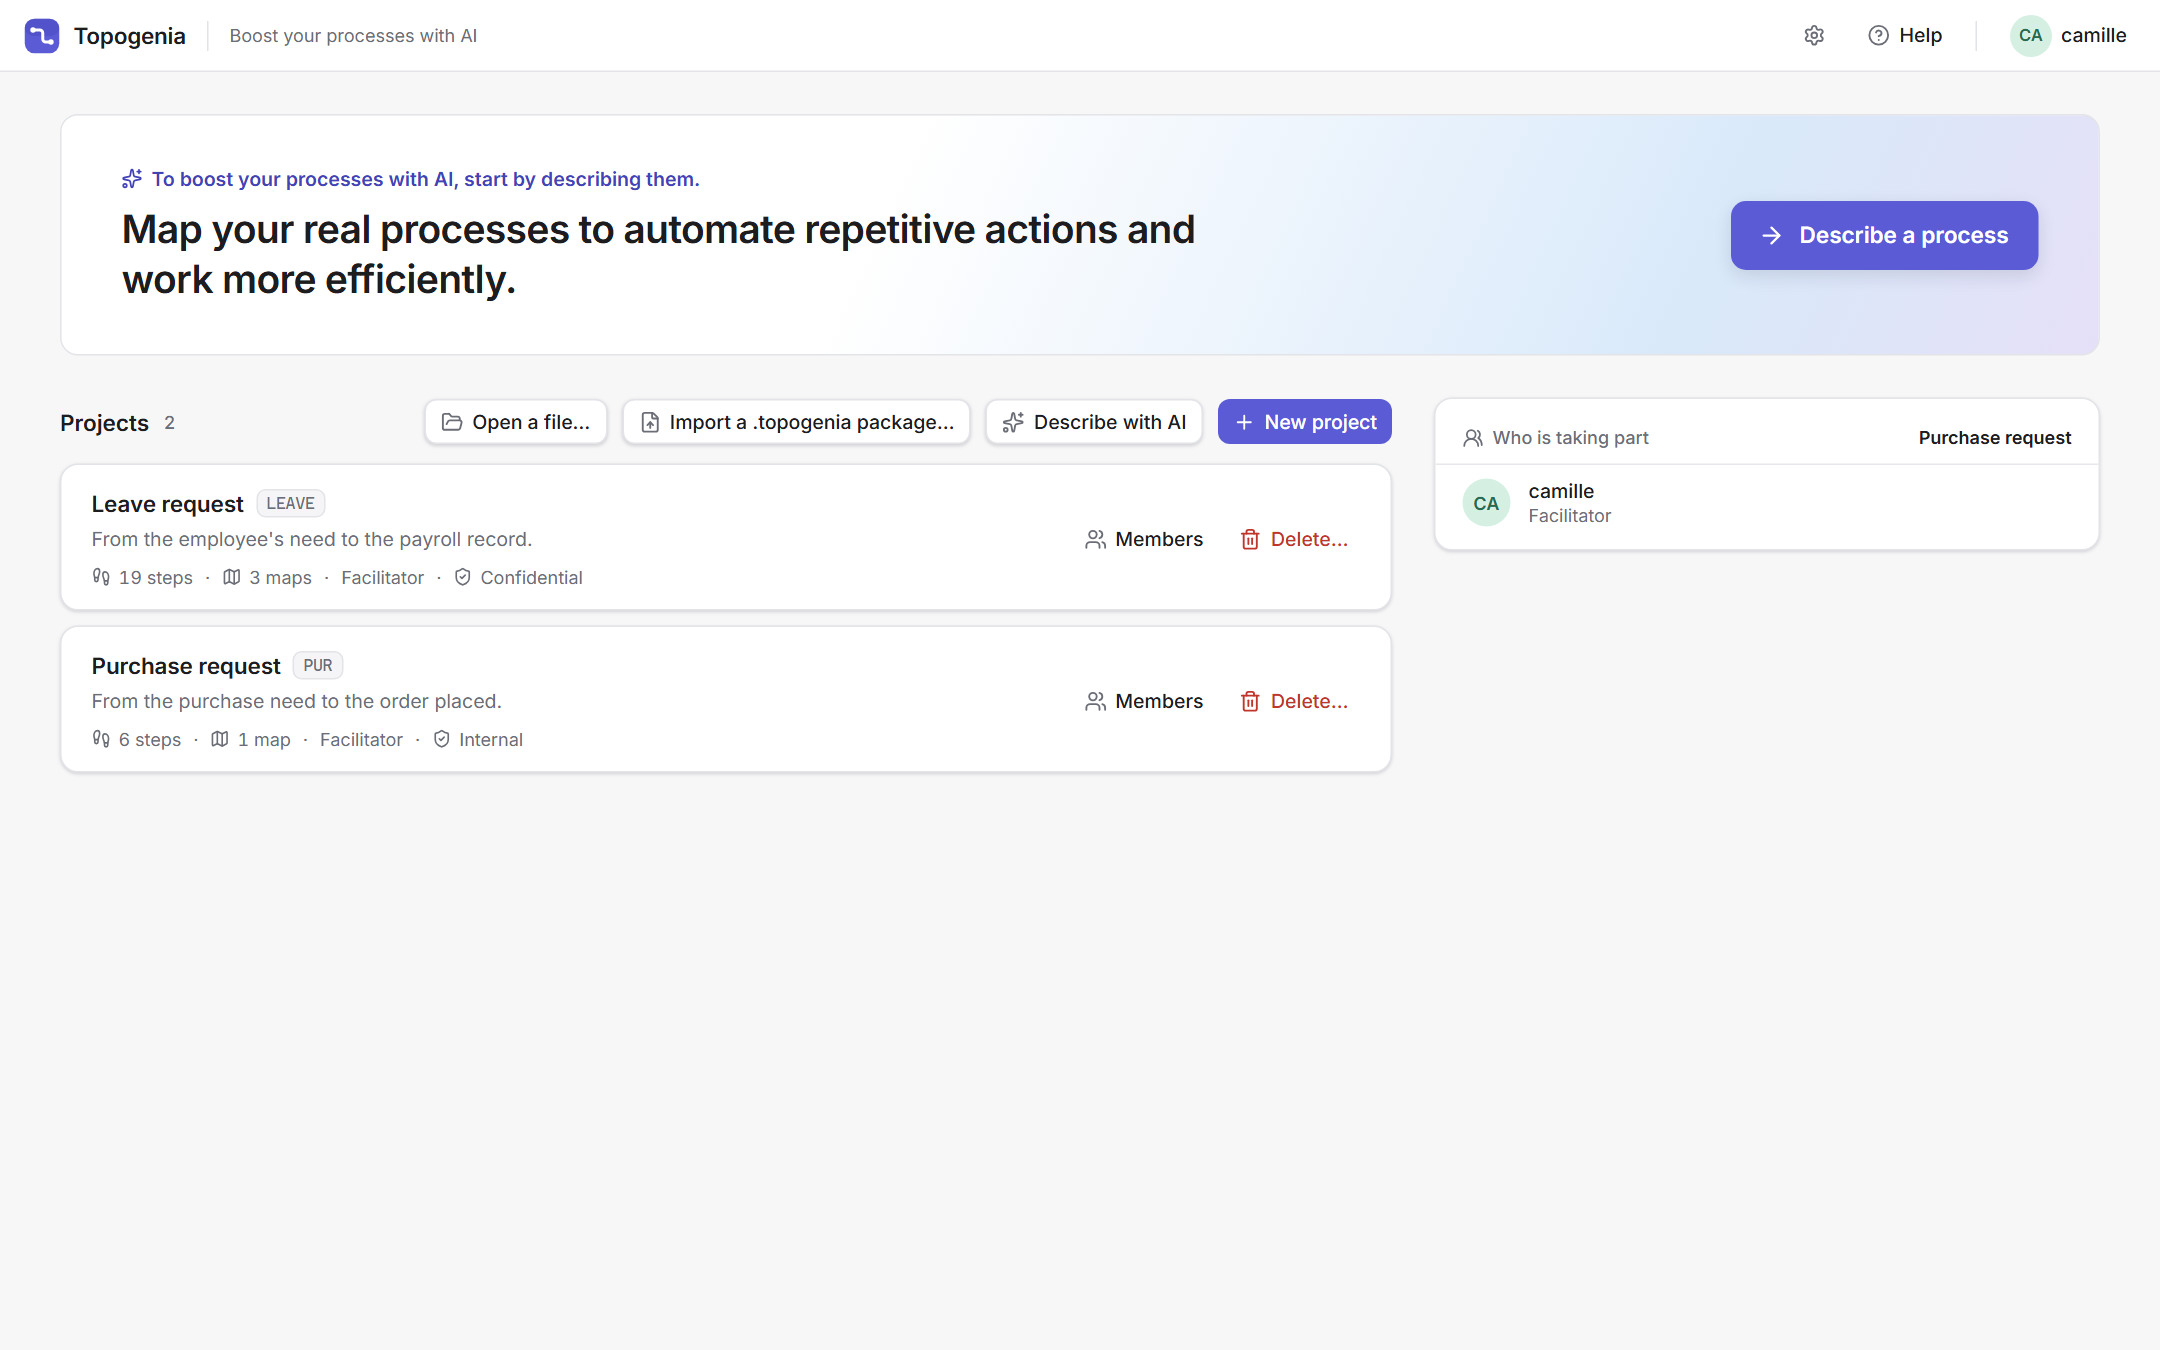 Topogenia
Boost your processes with AI
Help
CA
camille
To boost your processes with AI, start by describing them.
Map your real processes to automate repetitive actions and
work more efficiently.
Describe a process
Projects 2
Open a file...
Import a .topogenia package...
Describe with AI
New project
Leave request LEAVE
From the employee's need to the payroll record.
19 steps · 3 maps · Facilitator · Confidential
Members
Delete...
Purchase request PUR
From the purchase need to the order placed.
6 steps · 1 map · Facilitator · Internal
Members
Delete...
Who is taking part
Purchase request
CA
camille
Facilitator